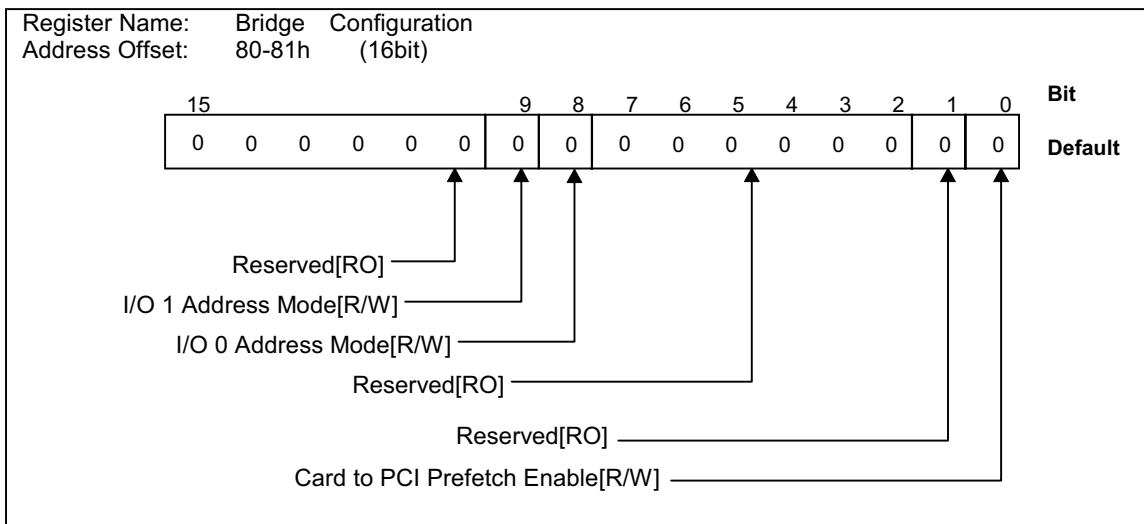 Register Name: Bridge Configuration
Address Offset: 80-81h (16bit)
15 9 8 7 6 5 4 3 2 1 0 Bit
0 0 0 0 0 0 0 0 0 0 0 0 0 0 0 0 Default
Reserved[RO]
I/O 1 Address Mode[R/W]
I/O 0 Address Mode[R/W]
Reserved[RO]
Reserved[RO]
Card to PCI Prefetch Enable[R/W]